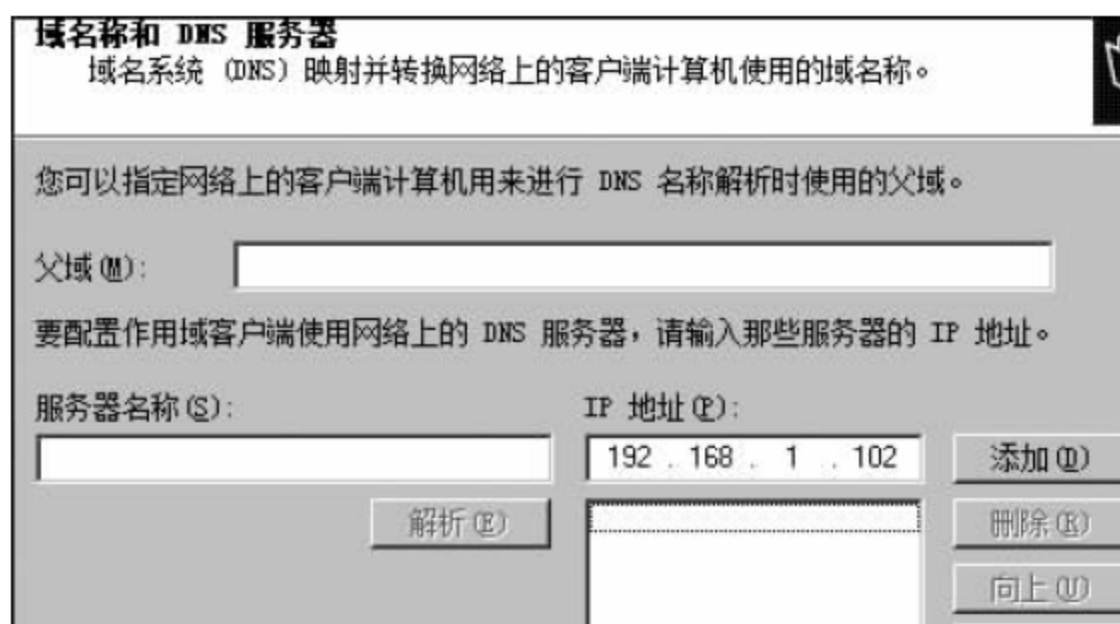 域名称和 DNS 服务器
域名系统 (DNS) 映射并转换网络上的客户端计算机使用的域名称。
您可以指定网络上的客户端计算机用来进行 DNS 名称解析时使用的父域。
父域(M):
要配置作用域客户端使用网络上的 DNS 服务器，请输入那些服务器的 IP 地址。
服务器名称(S): IP 地址(P):
192 . 168 . 1 . 102 添加(D)
解析(E) 删除(R)
向上(U)